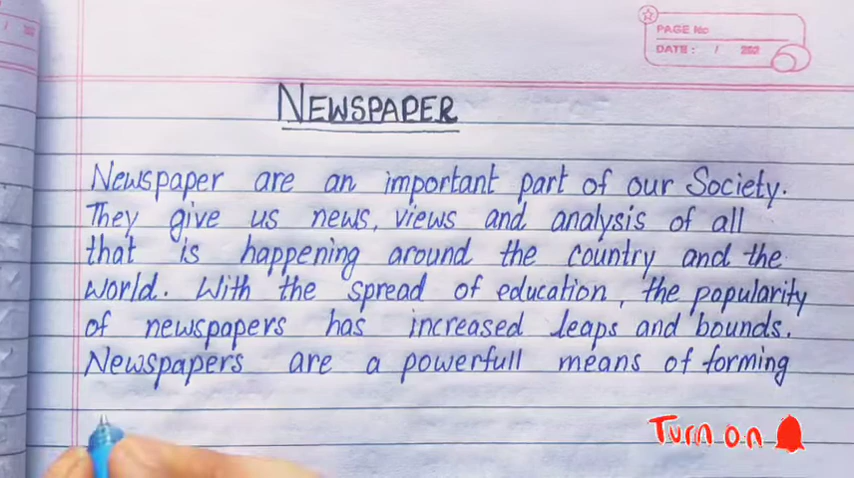 PAGE No
DATE: / 202
NEWSPAPER
Newspaper are an important part of our Society.
They give us news, views and analysis of all
that is happening around the country and the
world. With the spread of education, the popularity
of newspapers has increased leaps and bounds.
Newspapers are a powerfull means of forming
Turn on